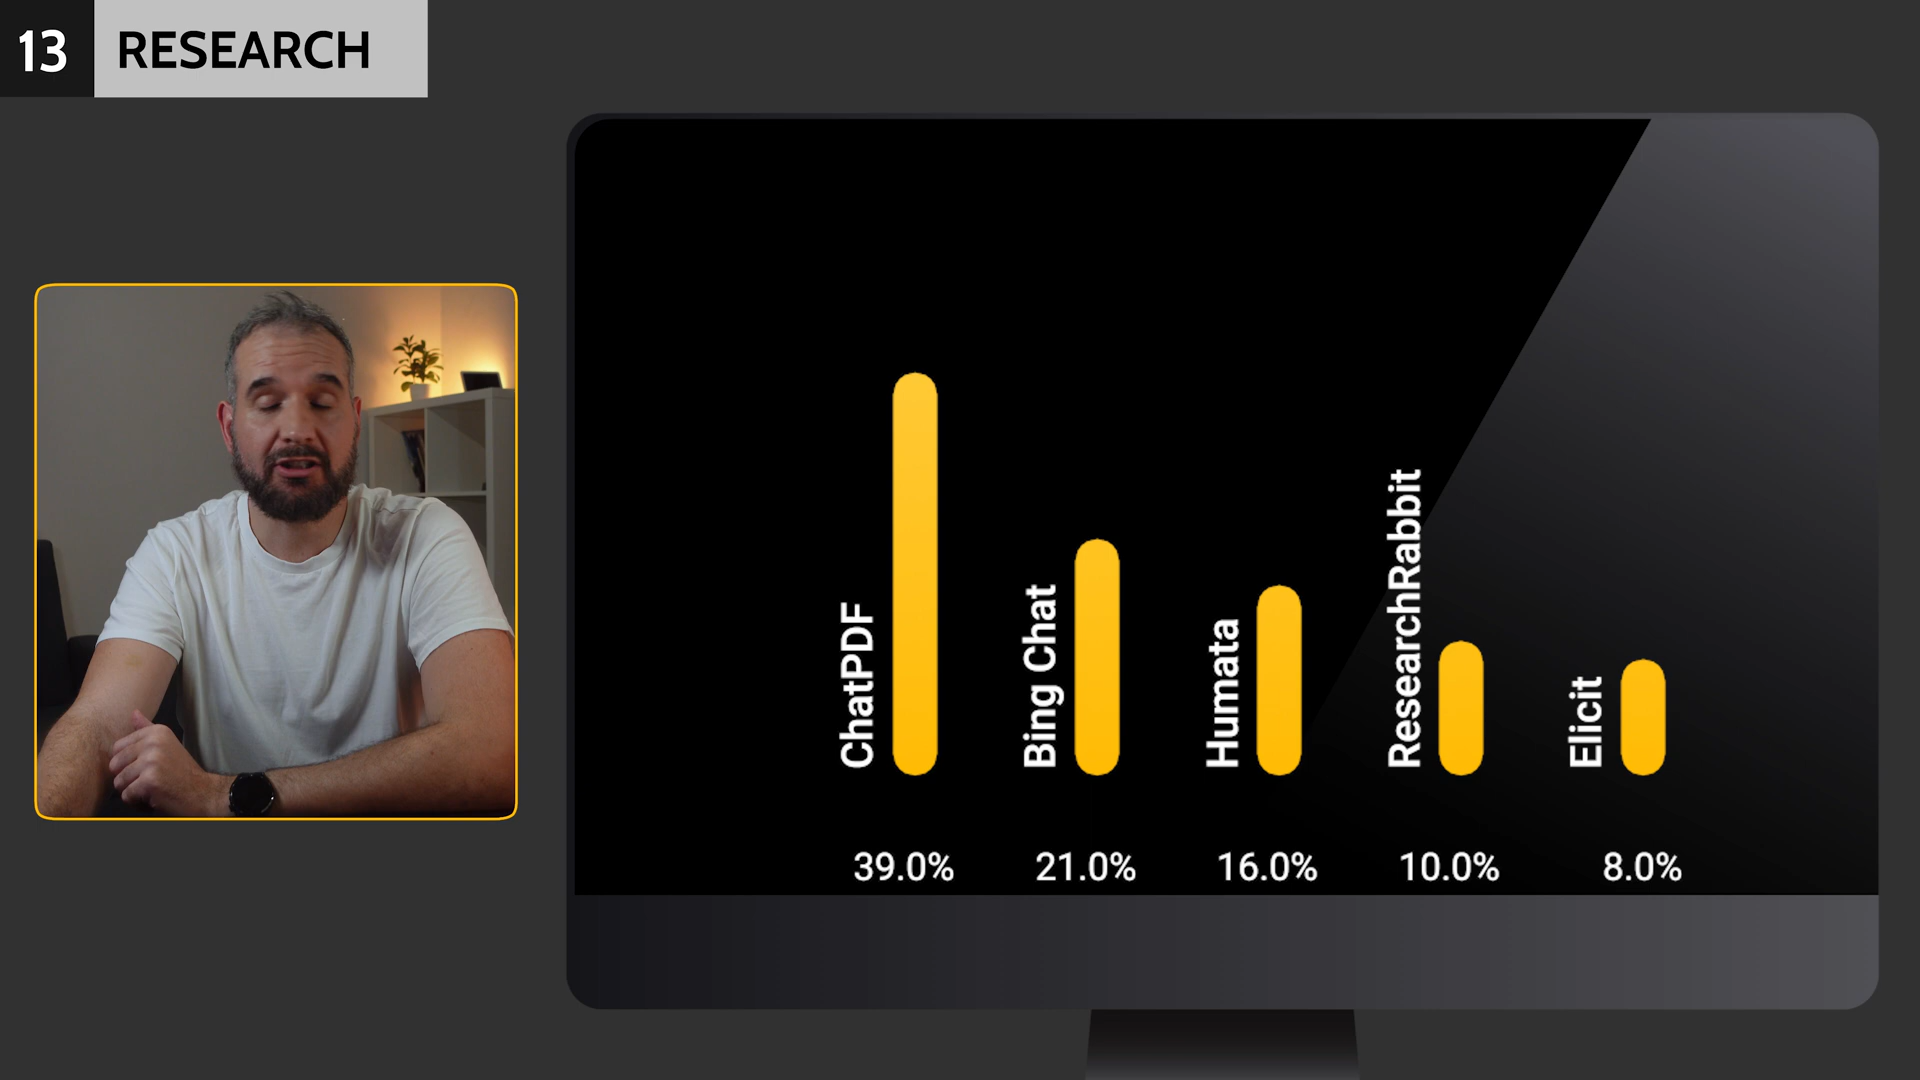 13 RESEARCH
ChatPDF
Bing Chat
Humata
ResearchRabbit
Elicit
39.0% 21.0% 16.0% 10.0% 8.0%